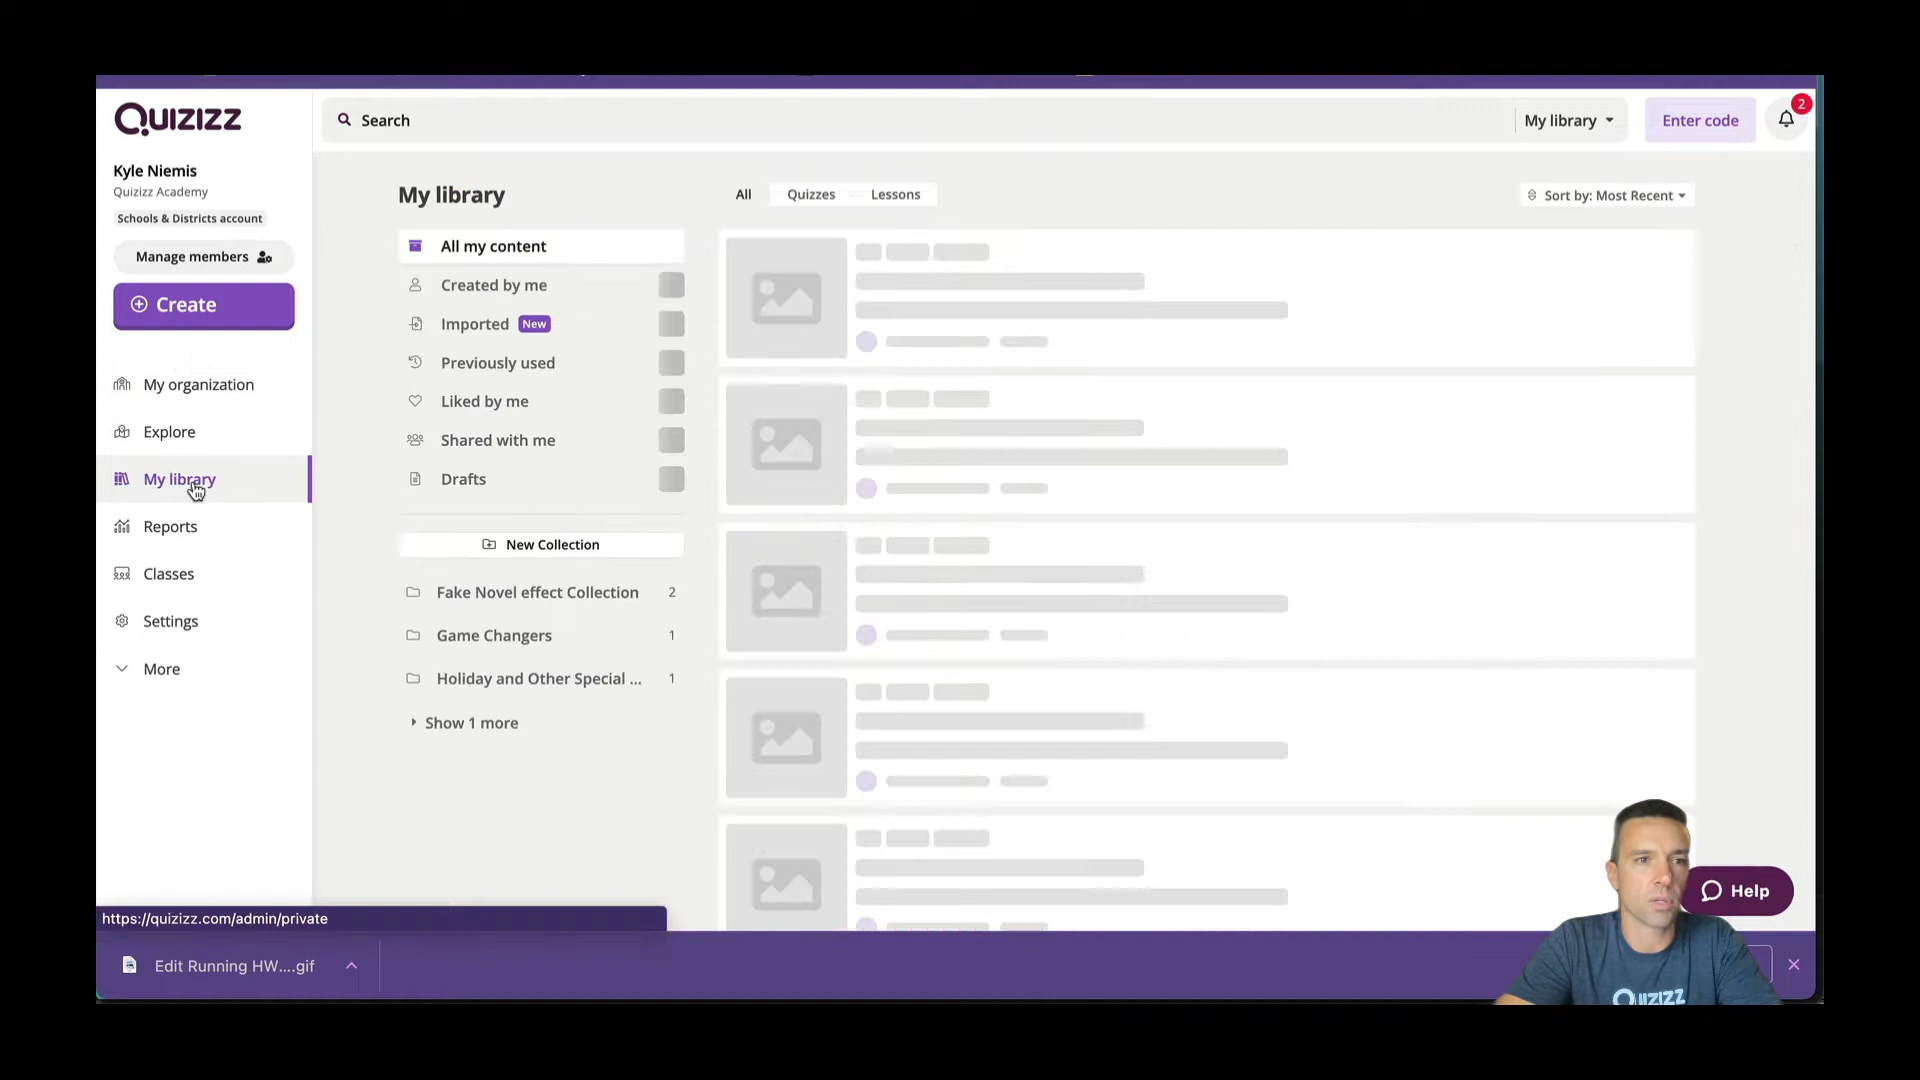 QUIZIZZ
Search
My library
Enter code
2
Kyle Niemis
Quizizz Academy
Schools & Districts account
Manage members
Create
My organization
Explore
My library
Reports
Classes
Settings
More
My library
All my content
Created by me
Imported New
Previously used
Liked by me
Shared with me
Drafts
New Collection
Fake Novel effect Collection 2
Game Changers 1
Holiday and Other Special ... 1
Show 1 more
All Quizzes Lessons
Sort by: Most Recent
Help
https://quizizz.com/admin/private
Edit Running HW....gif
QUIZIZZ